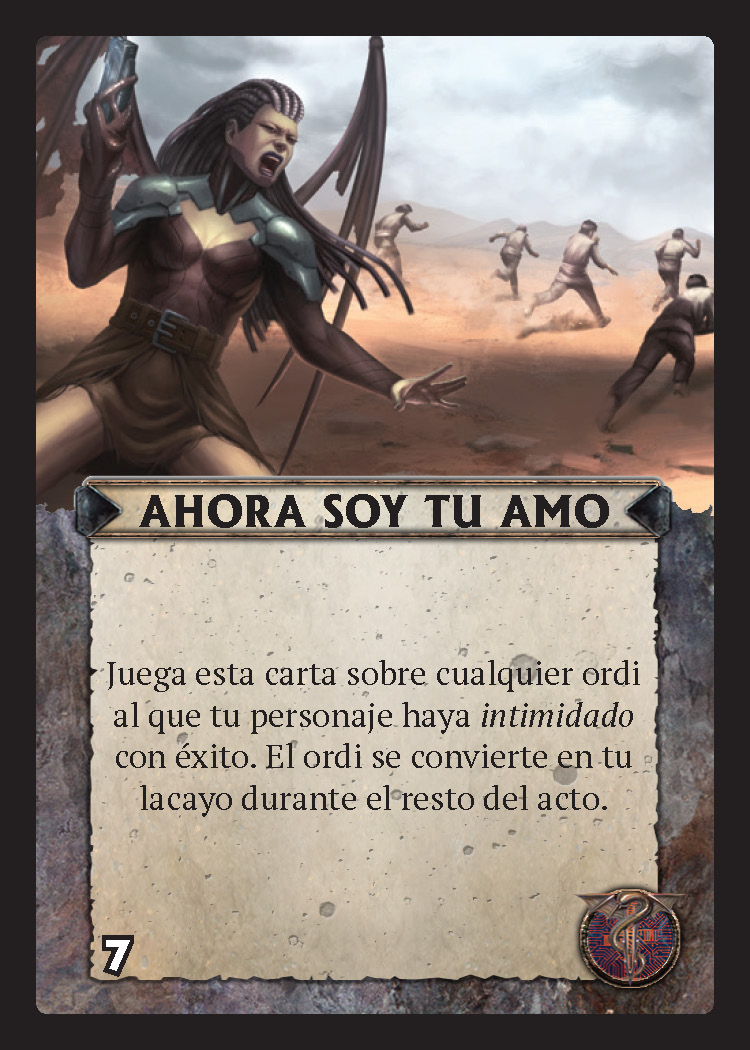 AHORA SOY TU AMO
Juega esta carta sobre cualquier ordi
al que tu personaje haya intimidado
con éxito. El ordi se convierte en tu
lacayo durante el resto del acto.
7